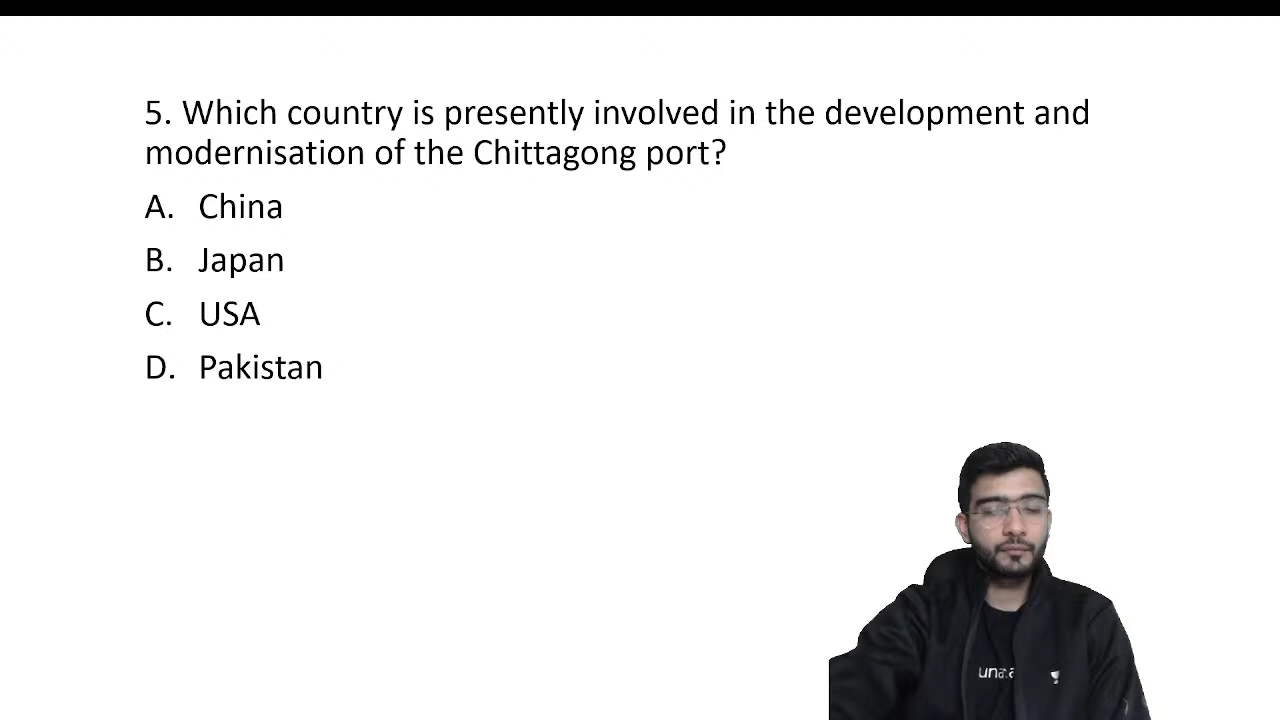 5. Which country is presently involved in the development and
modernisation of the Chittagong port?
A. China
B. Japan
C. USA
D. Pakistan